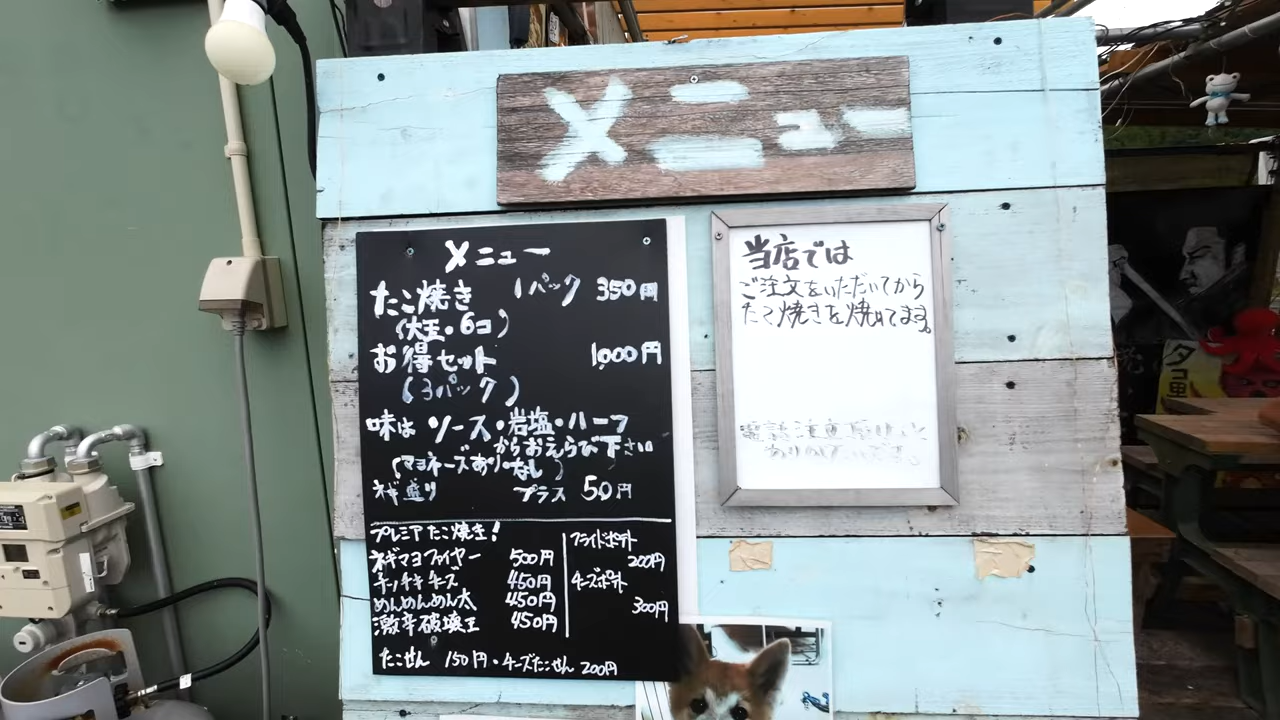 メニュー
メニュー
たこ焼き 1パック 350円
(大玉・6コ)
お得セット 1,000円
(3パック)
味は ソース・岩塩・ハーフ
からおえらび下さい
(マヨネーズあり・なし)
ネギ盛り プラス 50円
プレミアたこ焼き!
ネギマヨファイヤー 500円
チーズ 450円
めんめんめん太 450円
激辛破壊王 450円
フライドポテト
200円
チーズポテト
300円
たこせん 150円・チーズたこせん 200円
当店では
ご注文をいただいてから
たこ焼きを焼いてます。
タコ